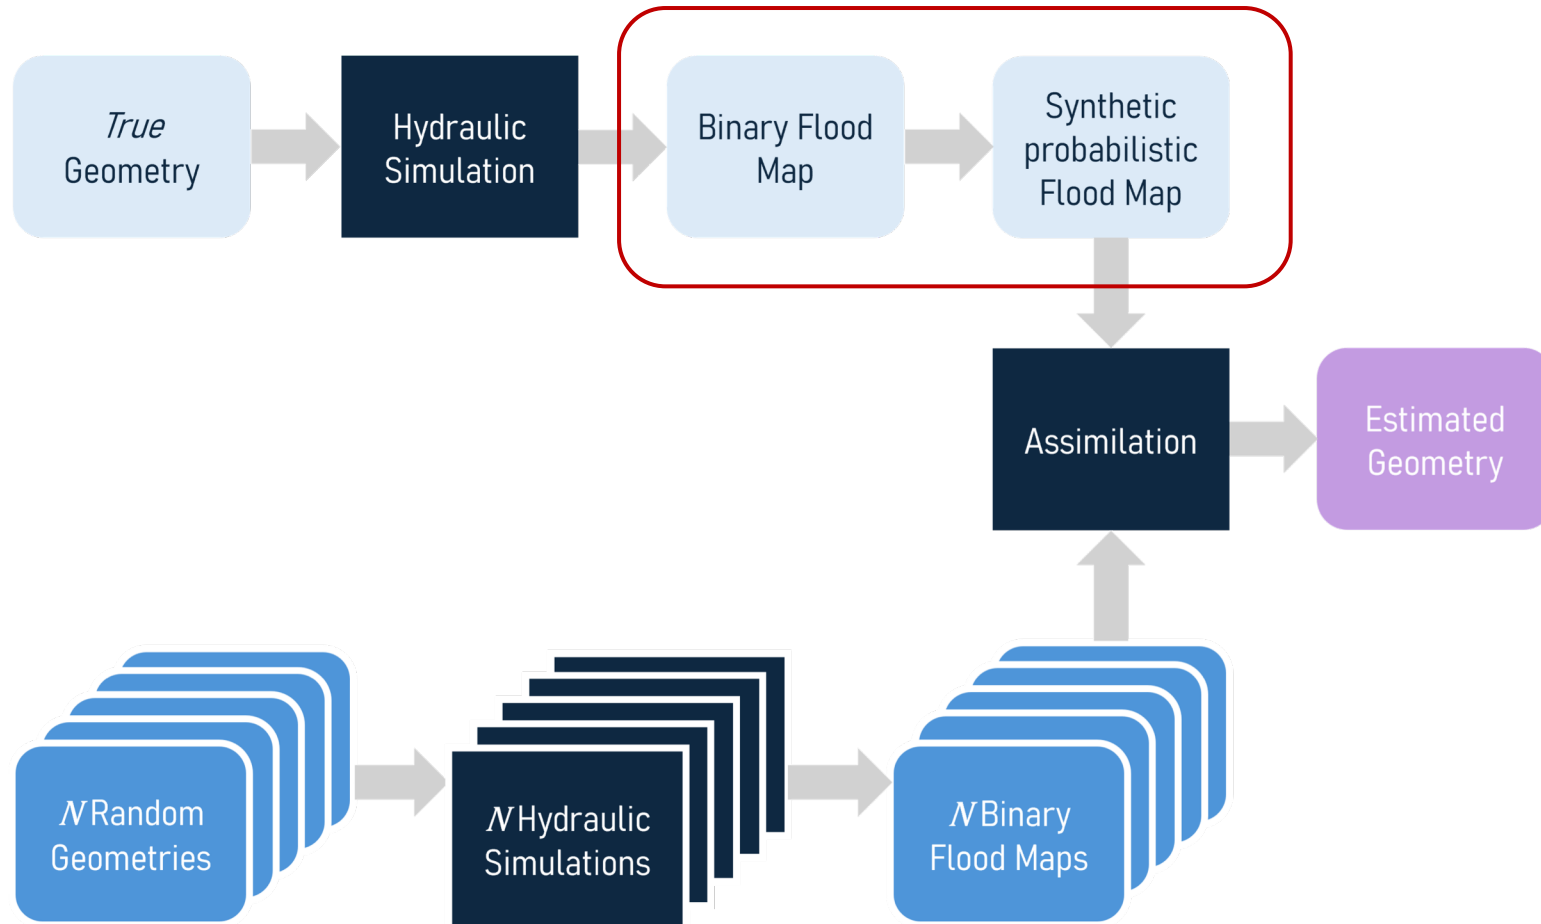 True
Geometry
Hydraulic
Simulation
Binary Flood
Map
Synthetic
probabilistic
Flood Map
Assimilation
Estimated
Geometry
N Random
Geometries
N Hydraulic
Simulations
N Binary
Flood Maps